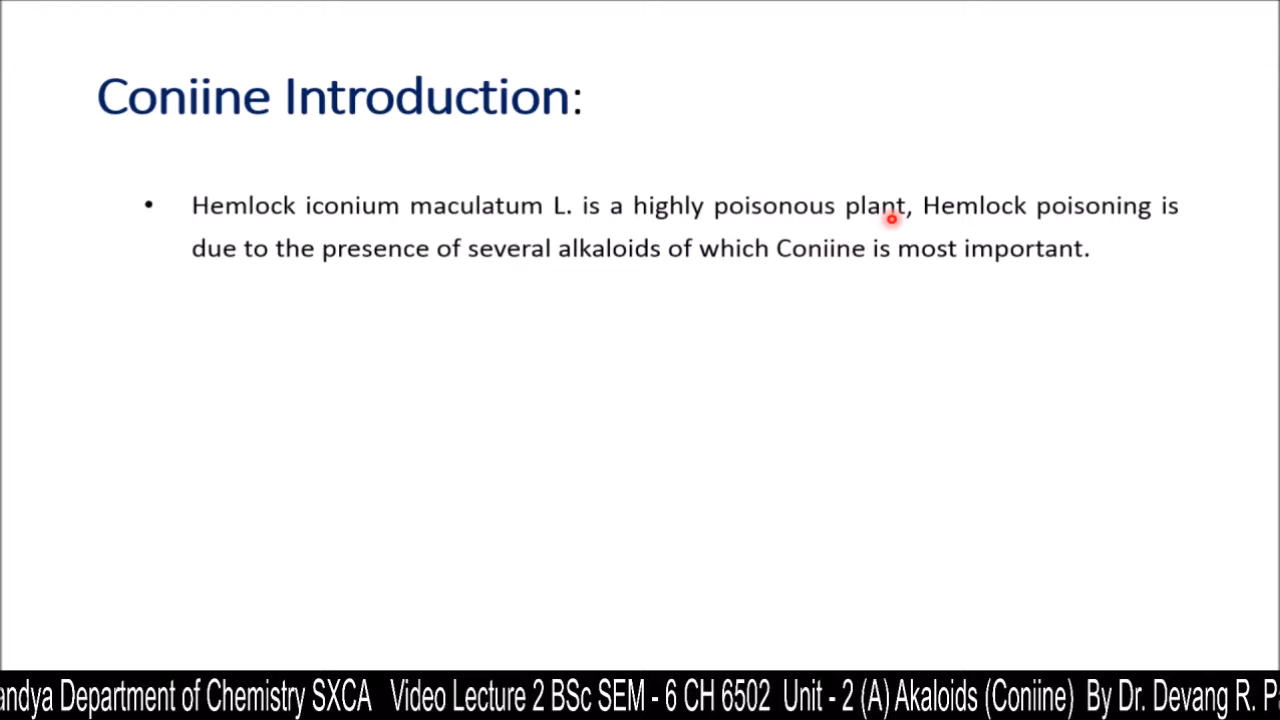 Coniine Introduction:
• Hemlock iconium maculatum L. is a highly poisonous plant, Hemlock poisoning is
due to the presence of several alkaloids of which Coniine is most important.
andya Department of Chemistry SXCA Video Lecture 2 BSc SEM - 6 CH 6502 Unit - 2 (A) Akaloids (Coniine) By Dr. Devang R. P